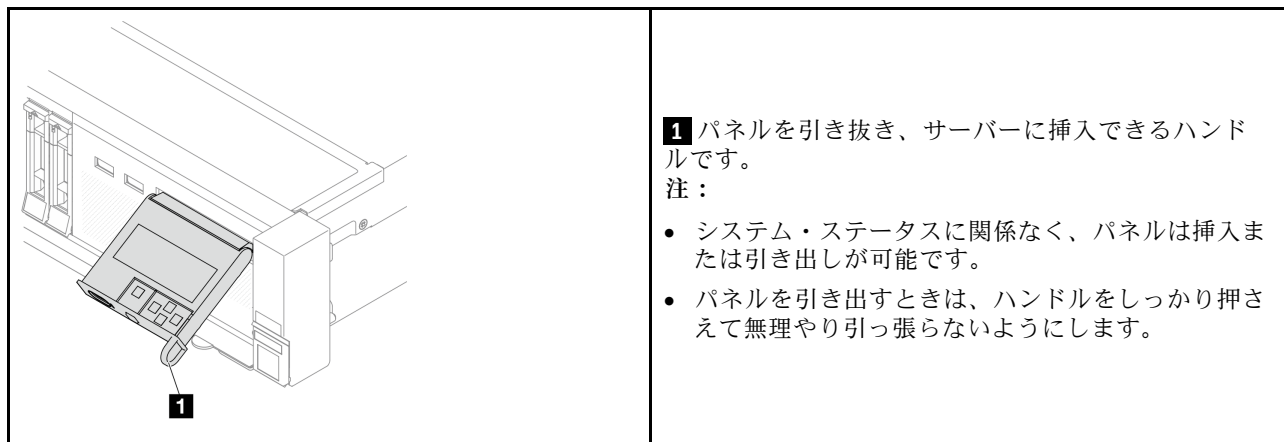 1 パネルを引き抜き、サーバーに挿入できるハンド
ルです。
注：
• システム・ステータスに関係なく、パネルは挿入ま
たは引き出しが可能です。
• パネルを引き出すときは、ハンドルをしっかり押さ
えて無理やり引っ張らないようにします。
1